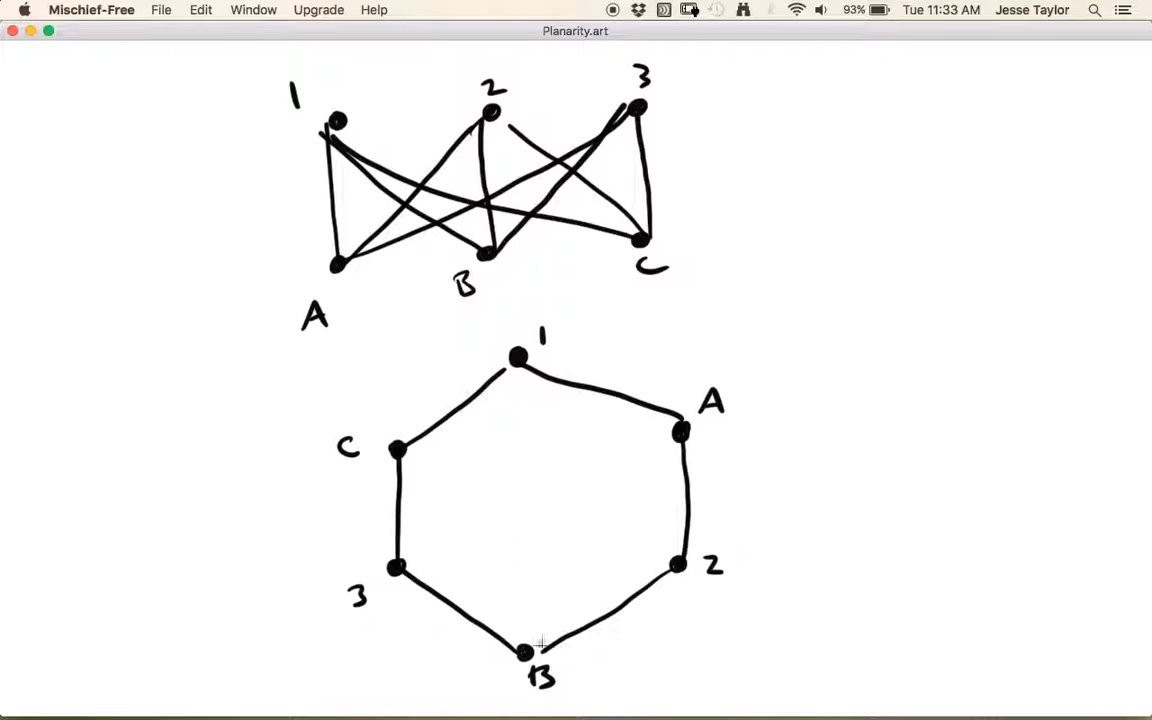 Mischief-Free File Edit Window Upgrade Help 93% Tue 11:33 AM Jesse Taylor
Planarity.art
1 2 3
A B C
1
A
C
2
3
B